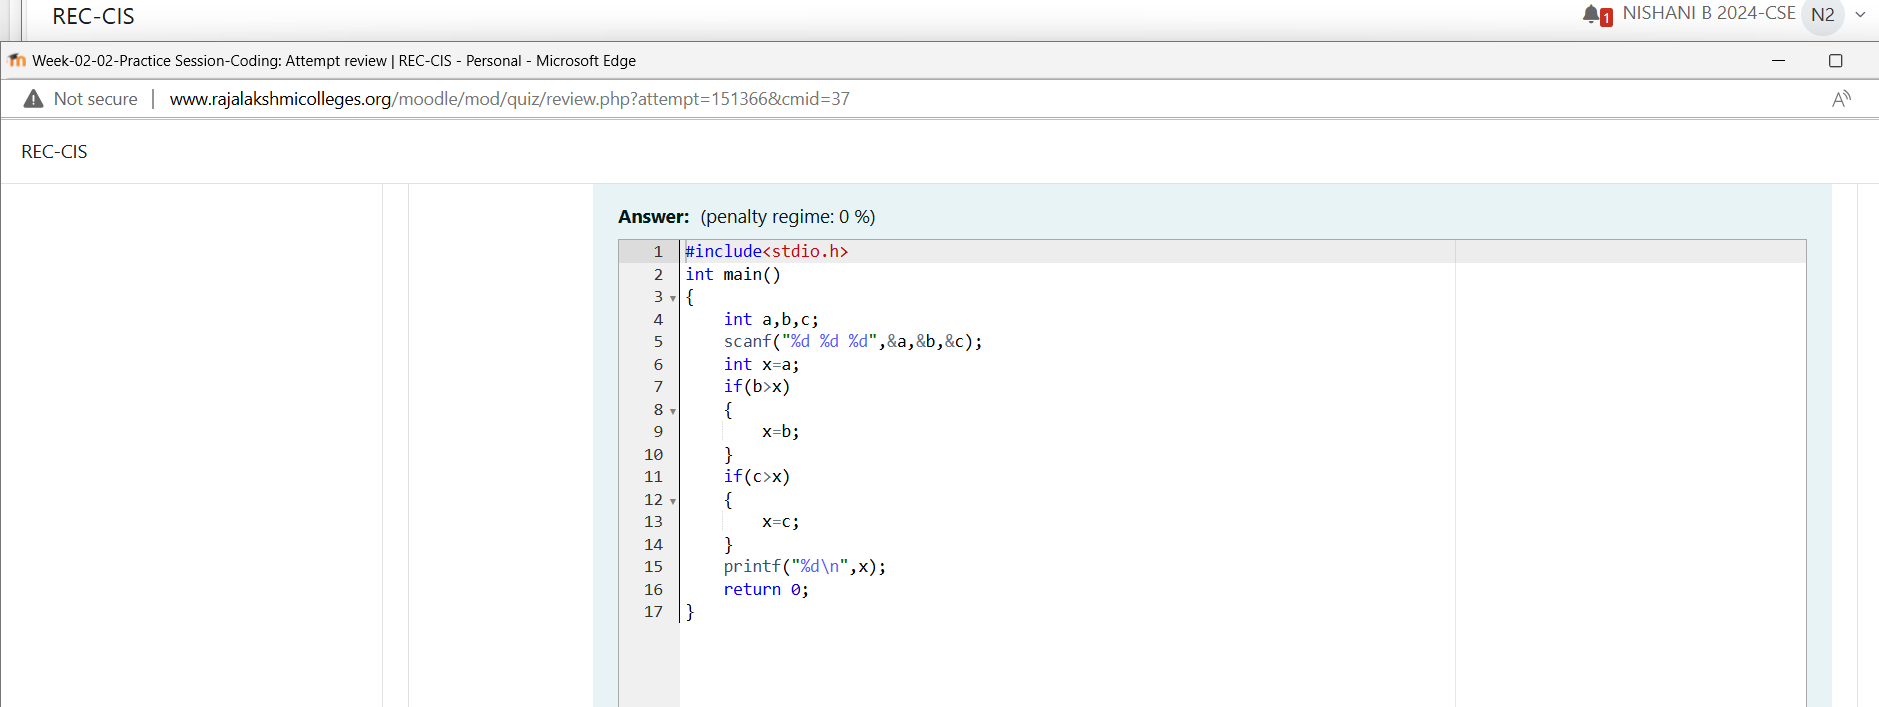 REC-CIS
1 NISHANI B 2024-CSE N2
Week-02-02-Practice Session-Coding: Attempt review | REC-CIS - Personal - Microsoft Edge
Not secure | www.rajalakshmicolleges.org/moodle/mod/quiz/review.php?attempt=151366&cmid=37
REC-CIS
Answer: (penalty regime: 0 %)
1 #include<stdio.h>
2 int main()
3 {
4     int a,b,c;
5     scanf("%d %d %d",&a,&b,&c);
6     int x=a;
7     if(b>x)
8     {
9         x=b;
10     }
11     if(c>x)
12     {
13         x=c;
14     }
15     printf("%d\n",x);
16     return 0;
17 }